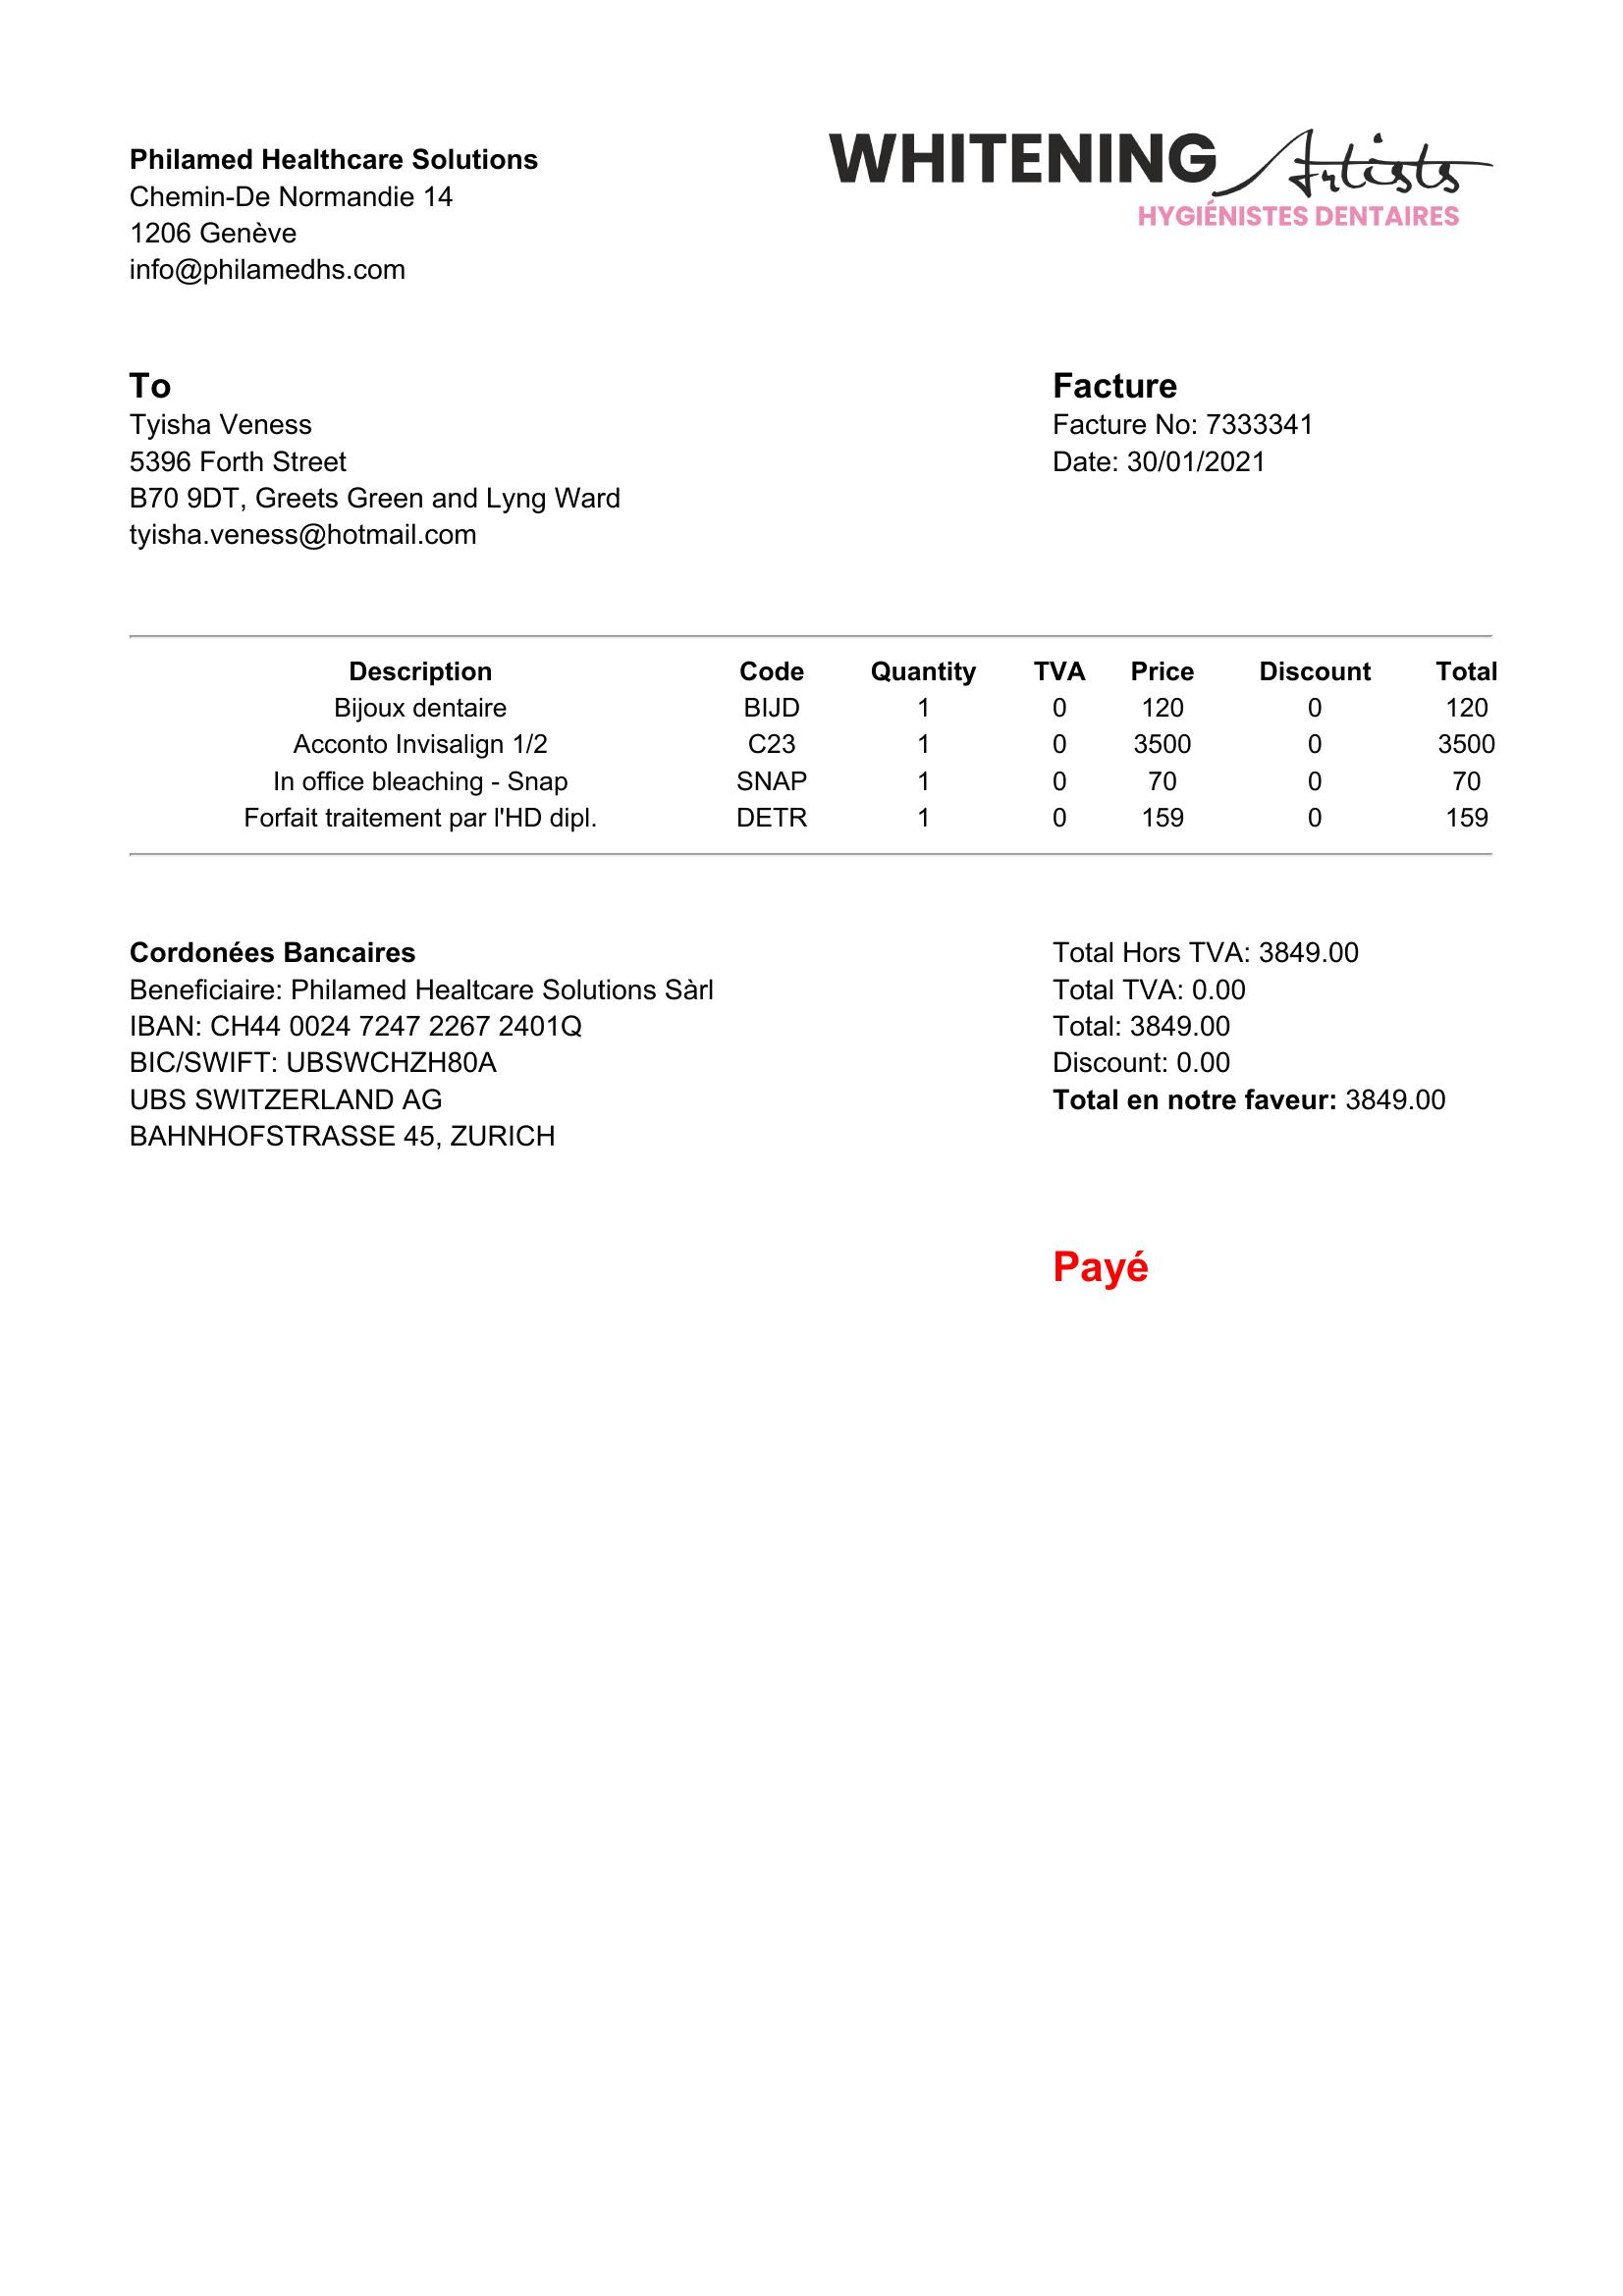 Philamed Healthcare Solutions
Chemin-De Normandie 14
1206 Genève
info@philamedhs.com
WHITENING Artists
HYGIÉNISTES DENTAIRES
To
Tyisha Veness
5396 Forth Street
B70 9DT, Greets Green and Lyng Ward
tyisha.veness@hotmail.com
Facture
Facture No: 7333341
Date: 30/01/2021
Description Code Quantity TVA Price Discount Total
Bijoux dentaire BIJD 1 0 120 0 120
Acconto Invisalign 1/2 C23 1 0 3500 0 3500
In office bleaching - Snap SNAP 1 0 70 0 70
Forfait traitement par l'HD dipl. DETR 1 0 159 0 159
Cordonées Bancaires
Beneficiaire: Philamed Healtcare Solutions Sàrl
IBAN: CH44 0024 7247 2267 2401Q
BIC/SWIFT: UBSWCHZH80A
UBS SWITZERLAND AG
BAHNHOFSTRASSE 45, ZURICH
Total Hors TVA: 3849.00
Total TVA: 0.00
Total: 3849.00
Discount: 0.00
Total en notre faveur: 3849.00
Payé